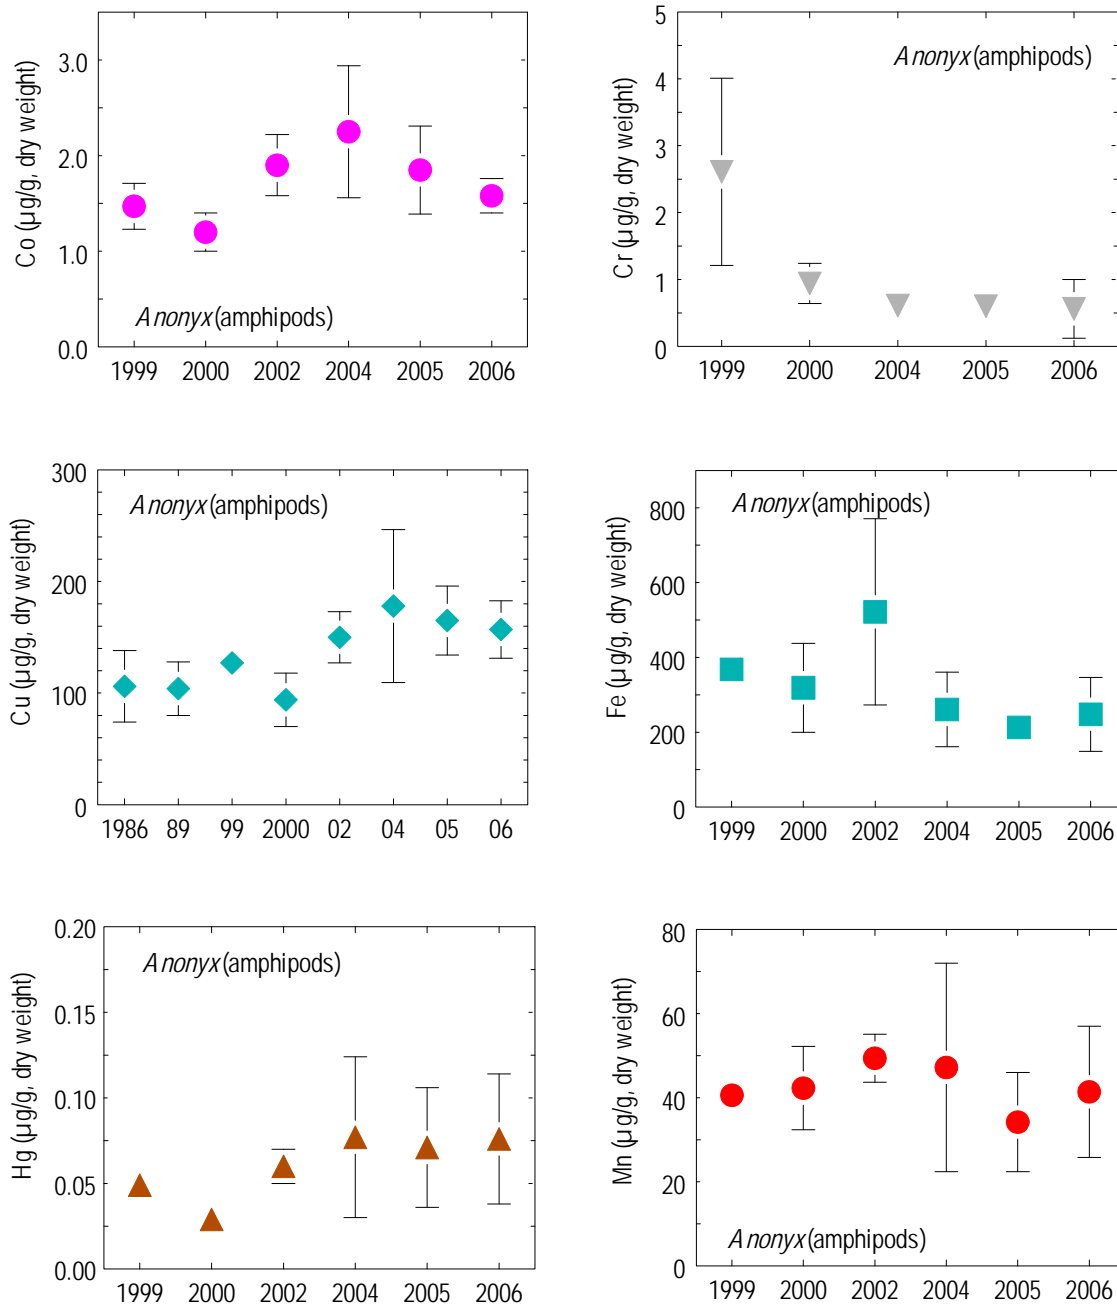 Co (µg/g, dry weight)
3.0
2.0
1.0
0.0
Anonyx (amphipods)
1999 2000 2002 2004 2005 2006
Cr (µg/g, dry weight)
5
4
3
2
1
0
Anonyx (amphipods)
1999 2000 2004 2005 2006
Cu (µg/g, dry weight)
300
200
100
0
Anonyx (amphipods)
1986 89 99 2000 02 04 05 06
Fe (µg/g, dry weight)
800
600
400
200
0
Anonyx (amphipods)
1999 2000 2002 2004 2005 2006
Hg (µg/g, dry weight)
0.20
0.15
0.10
0.05
0.00
Anonyx (amphipods)
1999 2000 2002 2004 2005 2006
Mn (µg/g, dry weight)
80
60
40
20
0
Anonyx (amphipods)
1999 2000 2002 2004 2005 2006